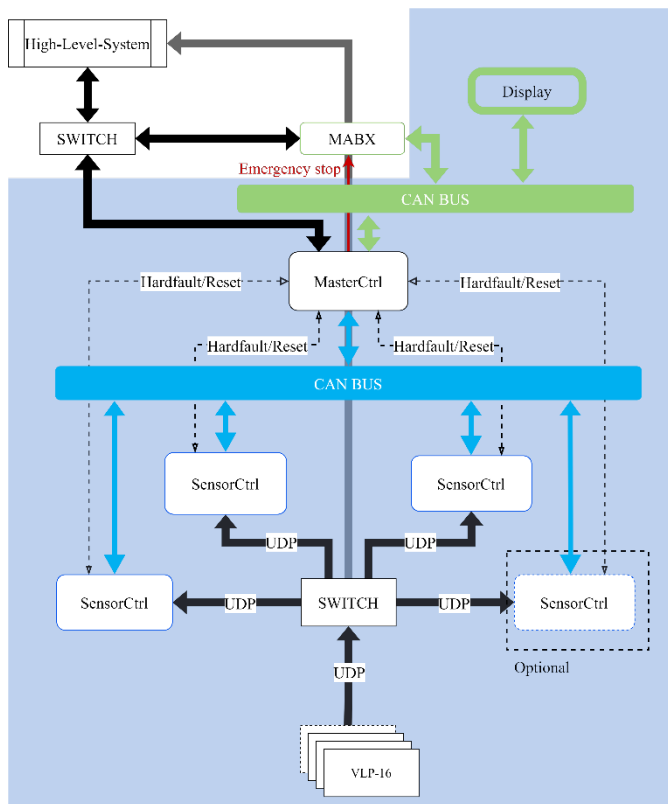 High-Level-System
Display
SWITCH
MABX
Emergency stop
CAN BUS
Hardfault/Reset
MasterCtrl
Hardfault/Reset
Hardfault/Reset
Hardfault/Reset
CAN BUS
SensorCtrl
SensorCtrl
UDP
UDP
SensorCtrl
UDP
SWITCH
UDP
SensorCtrl
Optional
UDP
VLP-16